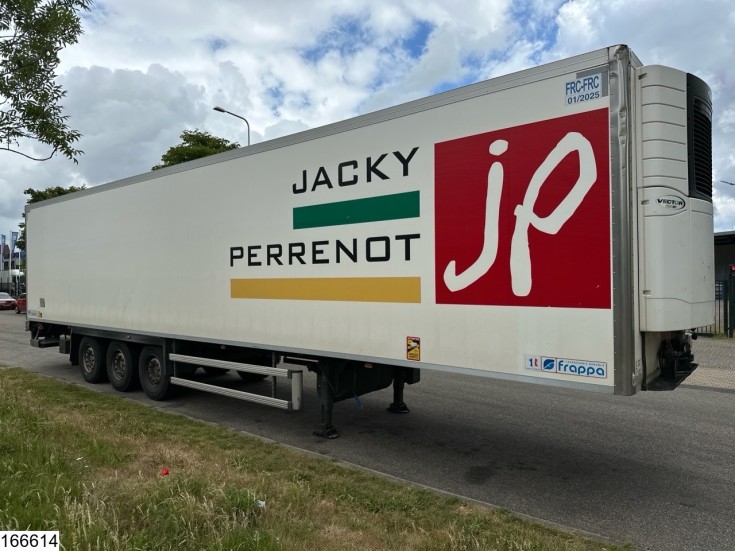 FRC-FRC
01/2025
JACKY
PERRENOT
jp
VECTOR
1t
frappa
166614